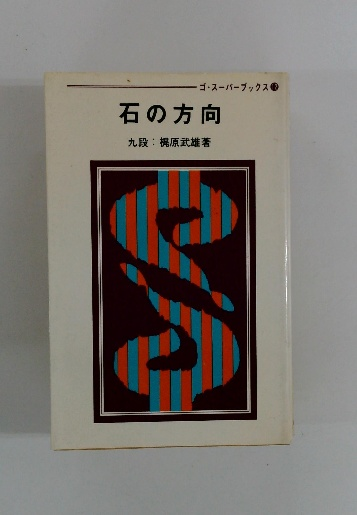 ゴ・スーパーブックス
石の方向
九段：梶原武雄著